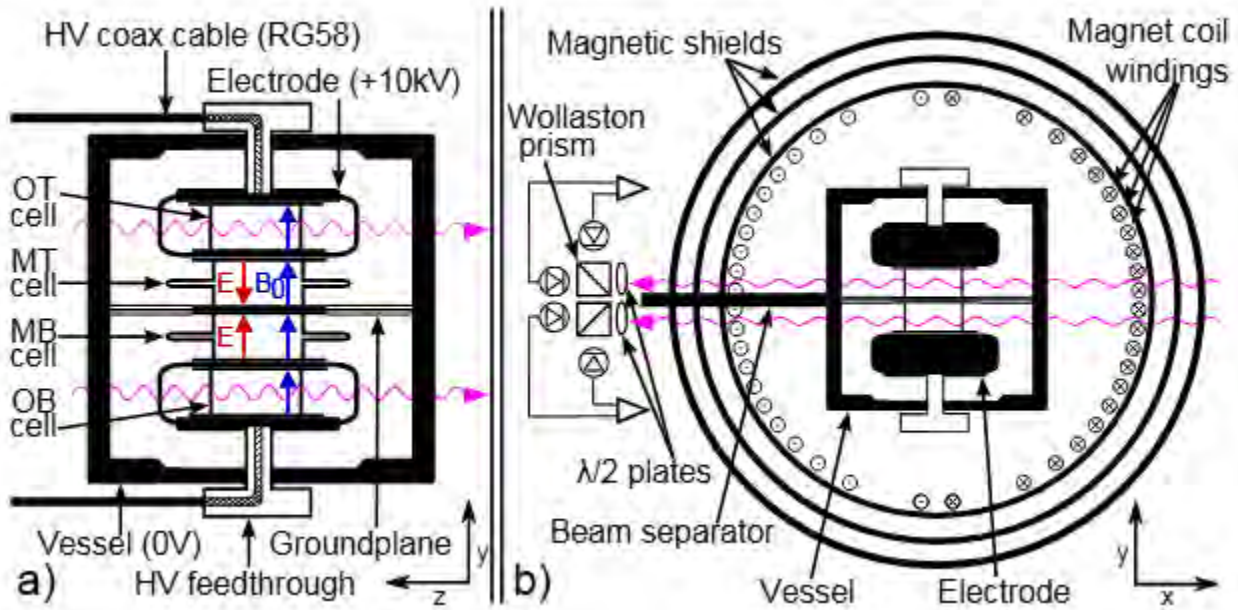 HV coax cable (RG58)
Electrode (+10kV)
OT
cell
MT
cell
MB
cell
OB
cell
E
B0
E
Vessel (0V)
Groundplane
HV feedthrough
a)
y
z
Magnetic shields
Magnet coil
windings
Wollaston
prism
λ/2 plates
Beam separator
Vessel
Electrode
b)
y
x